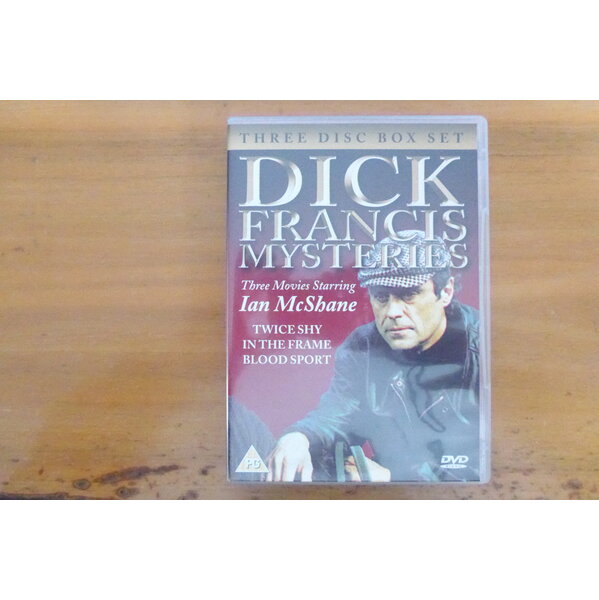 THREE DISC BOX SET
DICK
FRANCIS
MYSTERIES
Three Movies Starring
Ian McShane
TWICE SHY
IN THE FRAME
BLOOD SPORT
PG
DVD